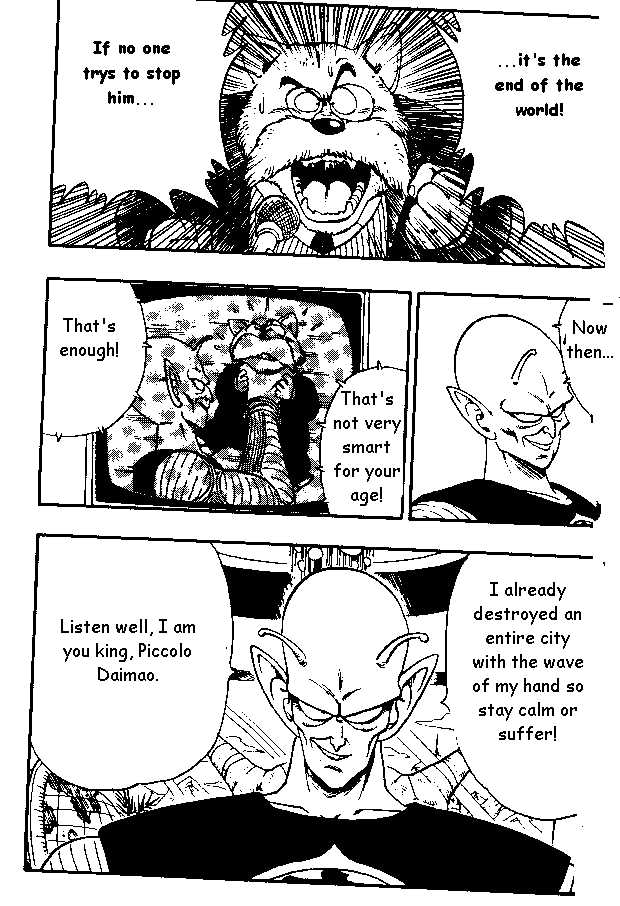 If no one
trys to stop
him...
...it's the
end of the
world!
That's
enough!
That's
not very
smart
for your
age!
Now
then...
Listen well, I am
you king, Piccolo
Daimao.
I already
destroyed an
entire city
with the wave
of my hand so
stay calm or
suffer!